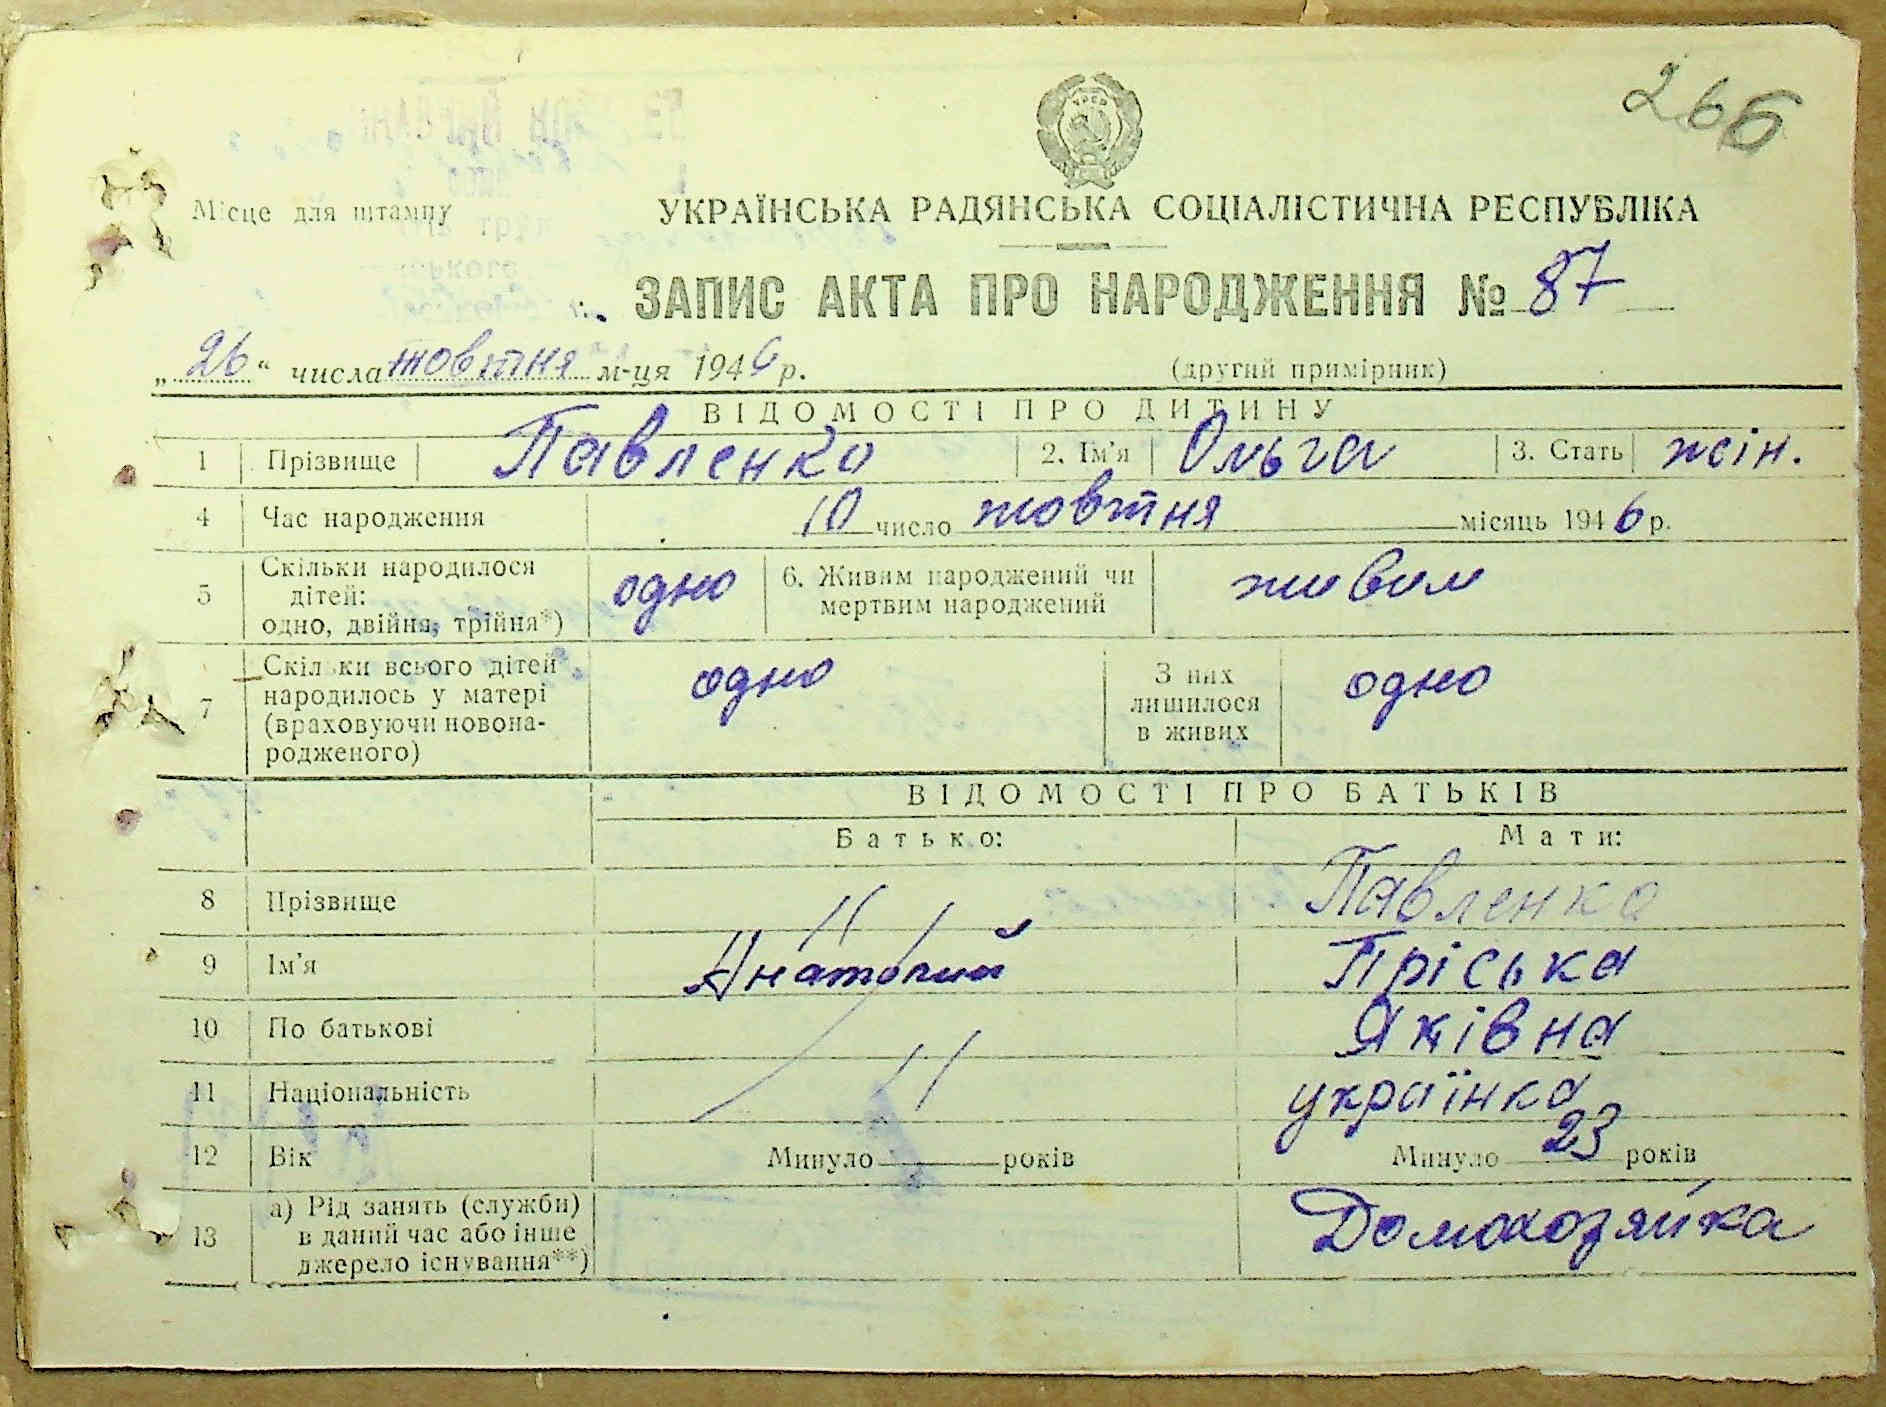 266
Місце для штампу
УКРАЇНСЬКА РАДЯНСЬКА СОЦІАЛІСТИЧНА РЕСПУБЛІКА
ЗАПИС АКТА ПРО НАРОДЖЕННЯ № 87
„26“ числа жовтня м-ця 1946 р. (другий примірник)
ВІДОМОСТІ ПРО ДИТИНУ
1 Прізвище Павленко 2. Ім'я Ольга 3. Стать жін.
4 Час народження 10 число жовтня місяць 1946 р.
5 Скільки народилося дітей: одно, двійня, трійня*) одно 6. Живим народжений чи мертвим народжений живим
7 Скільки всього дітей народилось у матері (враховуючи новонародженого) одно З них лишилося в живих одно
ВІДОМОСТІ ПРО БАТЬКІВ
Батько: Мати:
8 Прізвище Павленко
9 Ім'я Анатолий Пріська
10 По батькові Яківна
11 Національність українка
12 Вік Минуло років Минуло 23 років
13 а) Рід занять (служби) в даний час або інше джерело існування**) Домохозяйка